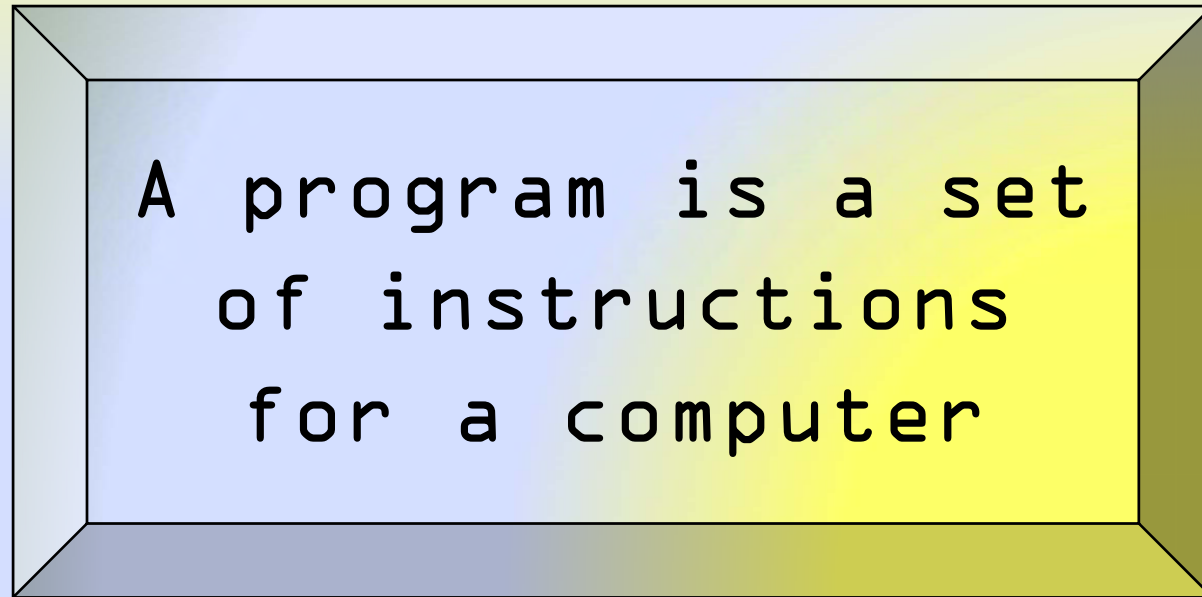 A program is a set
of instructions
for a computer